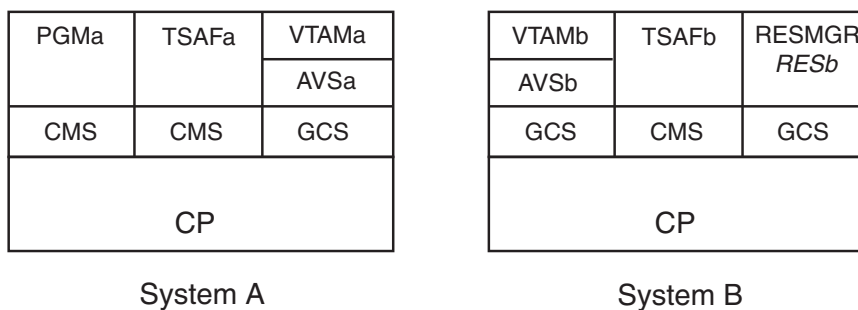 PGMa TSAFa VTAMa VTAMb TSAFb RESMGR
RESb
AVSa AVSb
CMS CMS GCS GCS CMS GCS
CP CP
System A System B